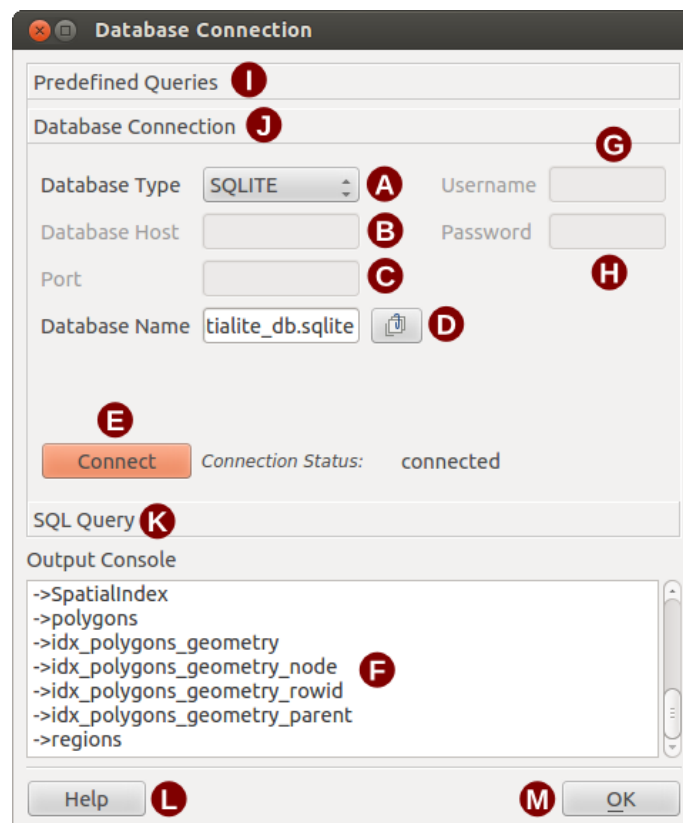 Database Connection
Predefined Queries I
Database Connection J
G
Database Type SQLITE A Username
Database Host B Password
Port C H
Database Name tialite_db.sqlite D
E
Connect Connection Status: connected
SQL Query K
Output Console
->SpatialIndex
->polygons
->idx_polygons_geometry
->idx_polygons_geometry_node F
->idx_polygons_geometry_rowid
->idx_polygons_geometry_parent
->regions
Help L M OK